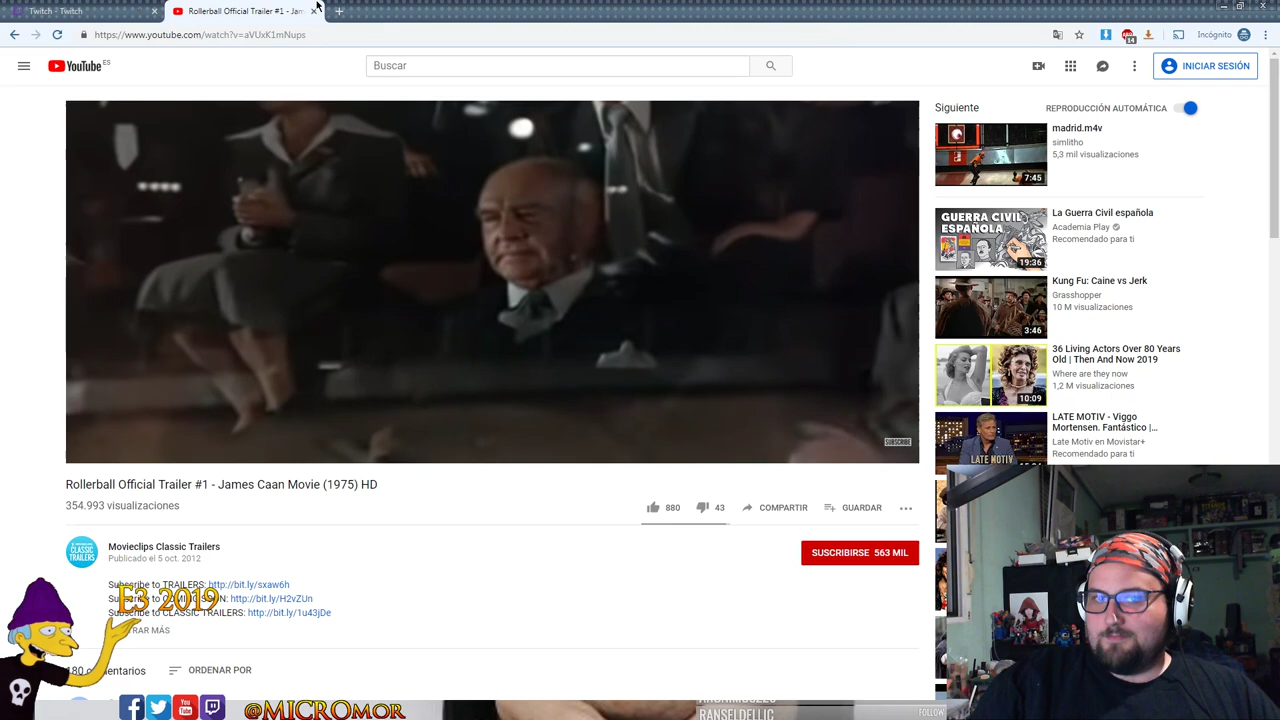 Twitch - Twitch
Rollerball Official Trailer #1 - Jam
https://www.youtube.com/watch?v=aVUxK1mNups
14
Incógnito
YouTube ES
Buscar
INICIAR SESIÓN
SUBSCRIBE
Rollerball Official Trailer #1 - James Caan Movie (1975) HD
354.993 visualizaciones
880
43
COMPARTIR
GUARDAR
CLASSIC TRAILERS
Movieclips Classic Trailers
Publicado el 5 oct. 2012
SUSCRIBIRSE 563 MIL
Subscribe to TRAILERS: http://bit.ly/sxaw6h
http://bit.ly/H2vZUn
Subscribe to CLASSIC TRAILERS: http://bit.ly/1u43jDe
E3 2019
ORDENAR POR
@MICROMOR
RANSELDELLIC
FOLLOW
Siguiente
REPRODUCCIÓN AUTOMÁTICA
madrid.m4v
simlitho
5,3 mil visualizaciones
7:45
GUERRA CIVIL
ESPAÑOLA
19:36
La Guerra Civil española
Academia Play
Recomendado para ti
3:46
Kung Fu: Caine vs Jerk
Grasshopper
10 M visualizaciones
10:09
36 Living Actors Over 80 Years
Old | Then And Now 2019
Where are they now
1,2 M visualizaciones
LATE MOTIV
LATE MOTIV - Viggo
Mortensen. Fantástico |...
Late Motiv en Movistar+
Recomendado para ti